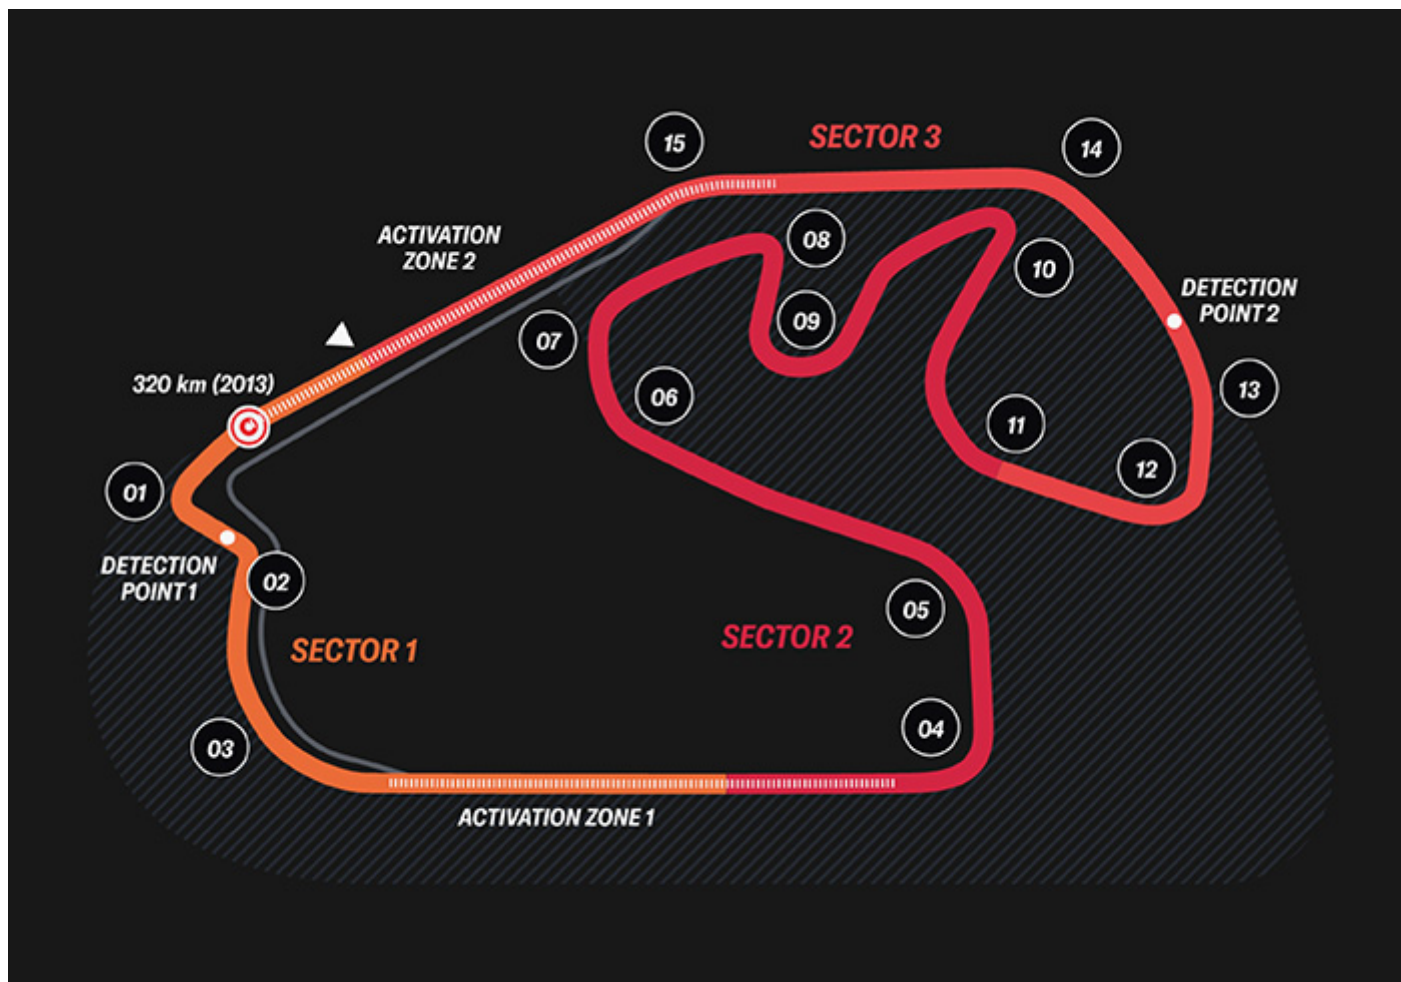 15
SECTOR 3
14
ACTIVATION
ZONE 2
08
10
DETECTION
POINT 2
09
07
320 km (2013)
13
06
11
12
01
DETECTION
POINT 1
02
05
SECTOR 1
SECTOR 2
04
03
ACTIVATION ZONE 1